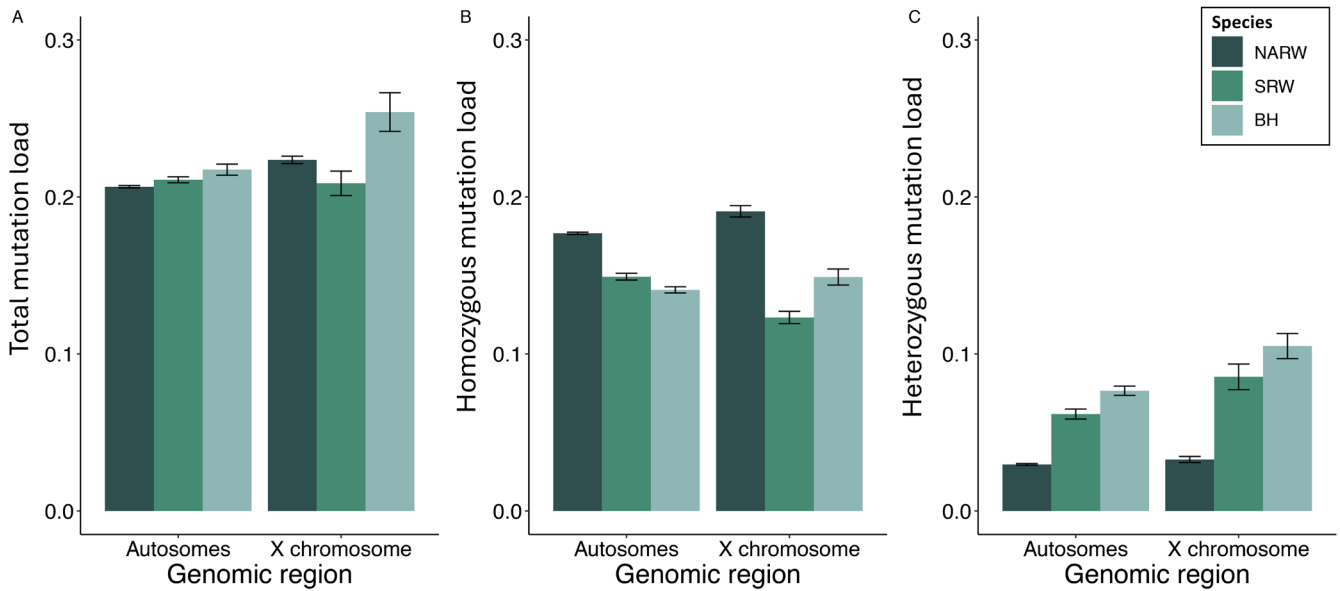 A
Total mutation load
0.3
0.2
0.1
0.0
Autosomes
X chromosome
Genomic region
B
Homozygous mutation load
0.3
0.2
0.1
0.0
Autosomes
X chromosome
Genomic region
C
Heterozygous mutation load
0.3
0.2
0.1
0.0
Autosomes
X chromosome
Genomic region
Species
NARW
SRW
BH